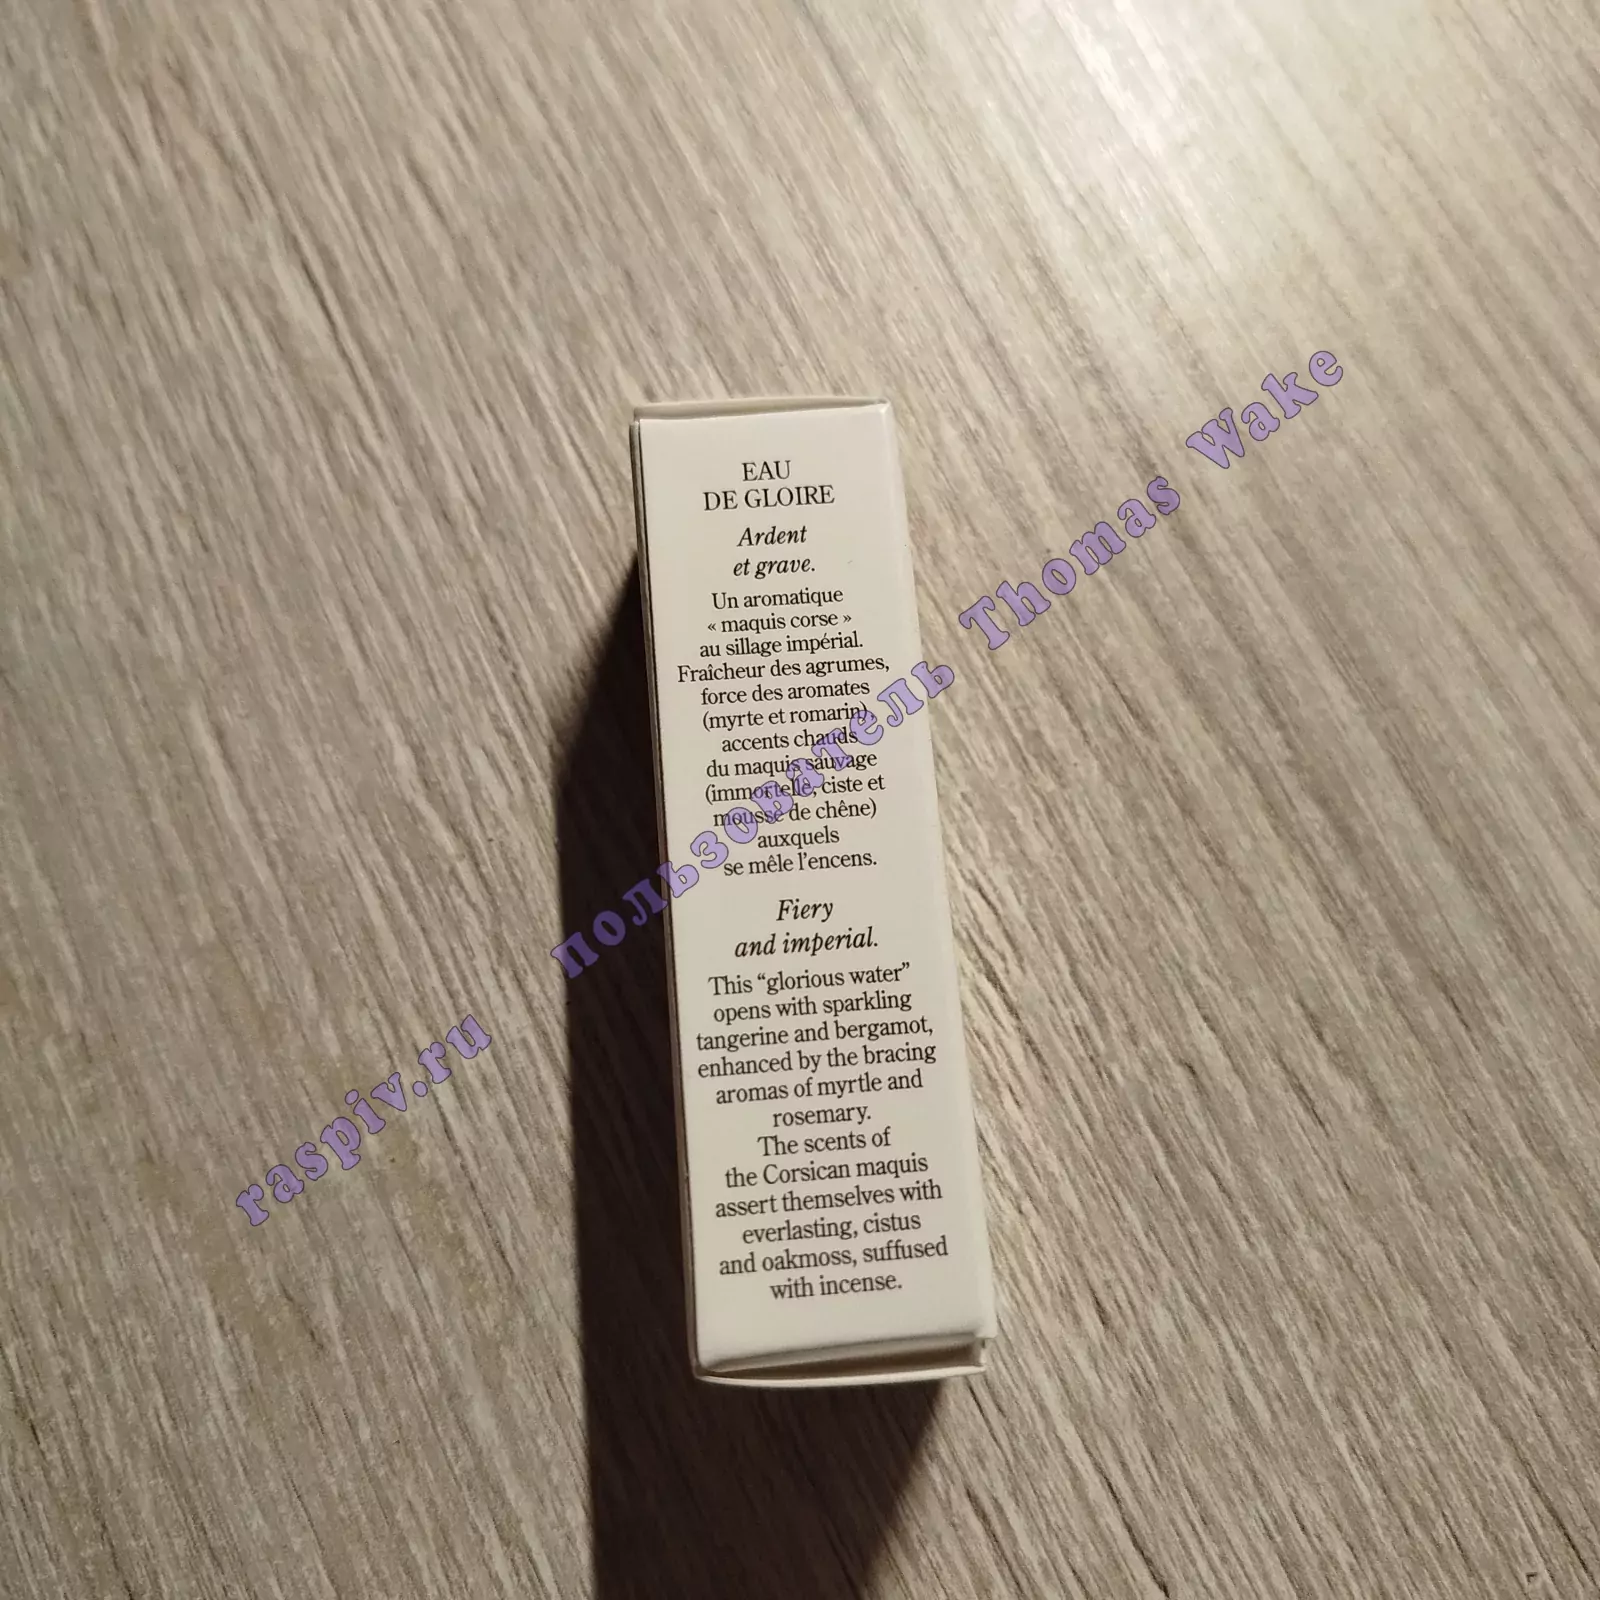 EAU
DE GLOIRE
Ardent
et grave.
Un aromatique
« maquis corse »
au sillage impérial.
Fraîcheur des agrumes,
force des aromates
(myrte et romarin),
accents chauds
du maquis sauvage
(immortelle, ciste et
mousse de chêne)
auxquels
se mêle l’encens.
Fiery
and imperial.
This “glorious water”
opens with sparkling
tangerine and bergamot,
enhanced by the bracing
aromas of myrtle and
rosemary.
The scents of
the Corsican maquis
assert themselves with
everlasting, cistus
and oakmoss, suffused
with incense.
raspiv.ru пользователь Thomas Wake